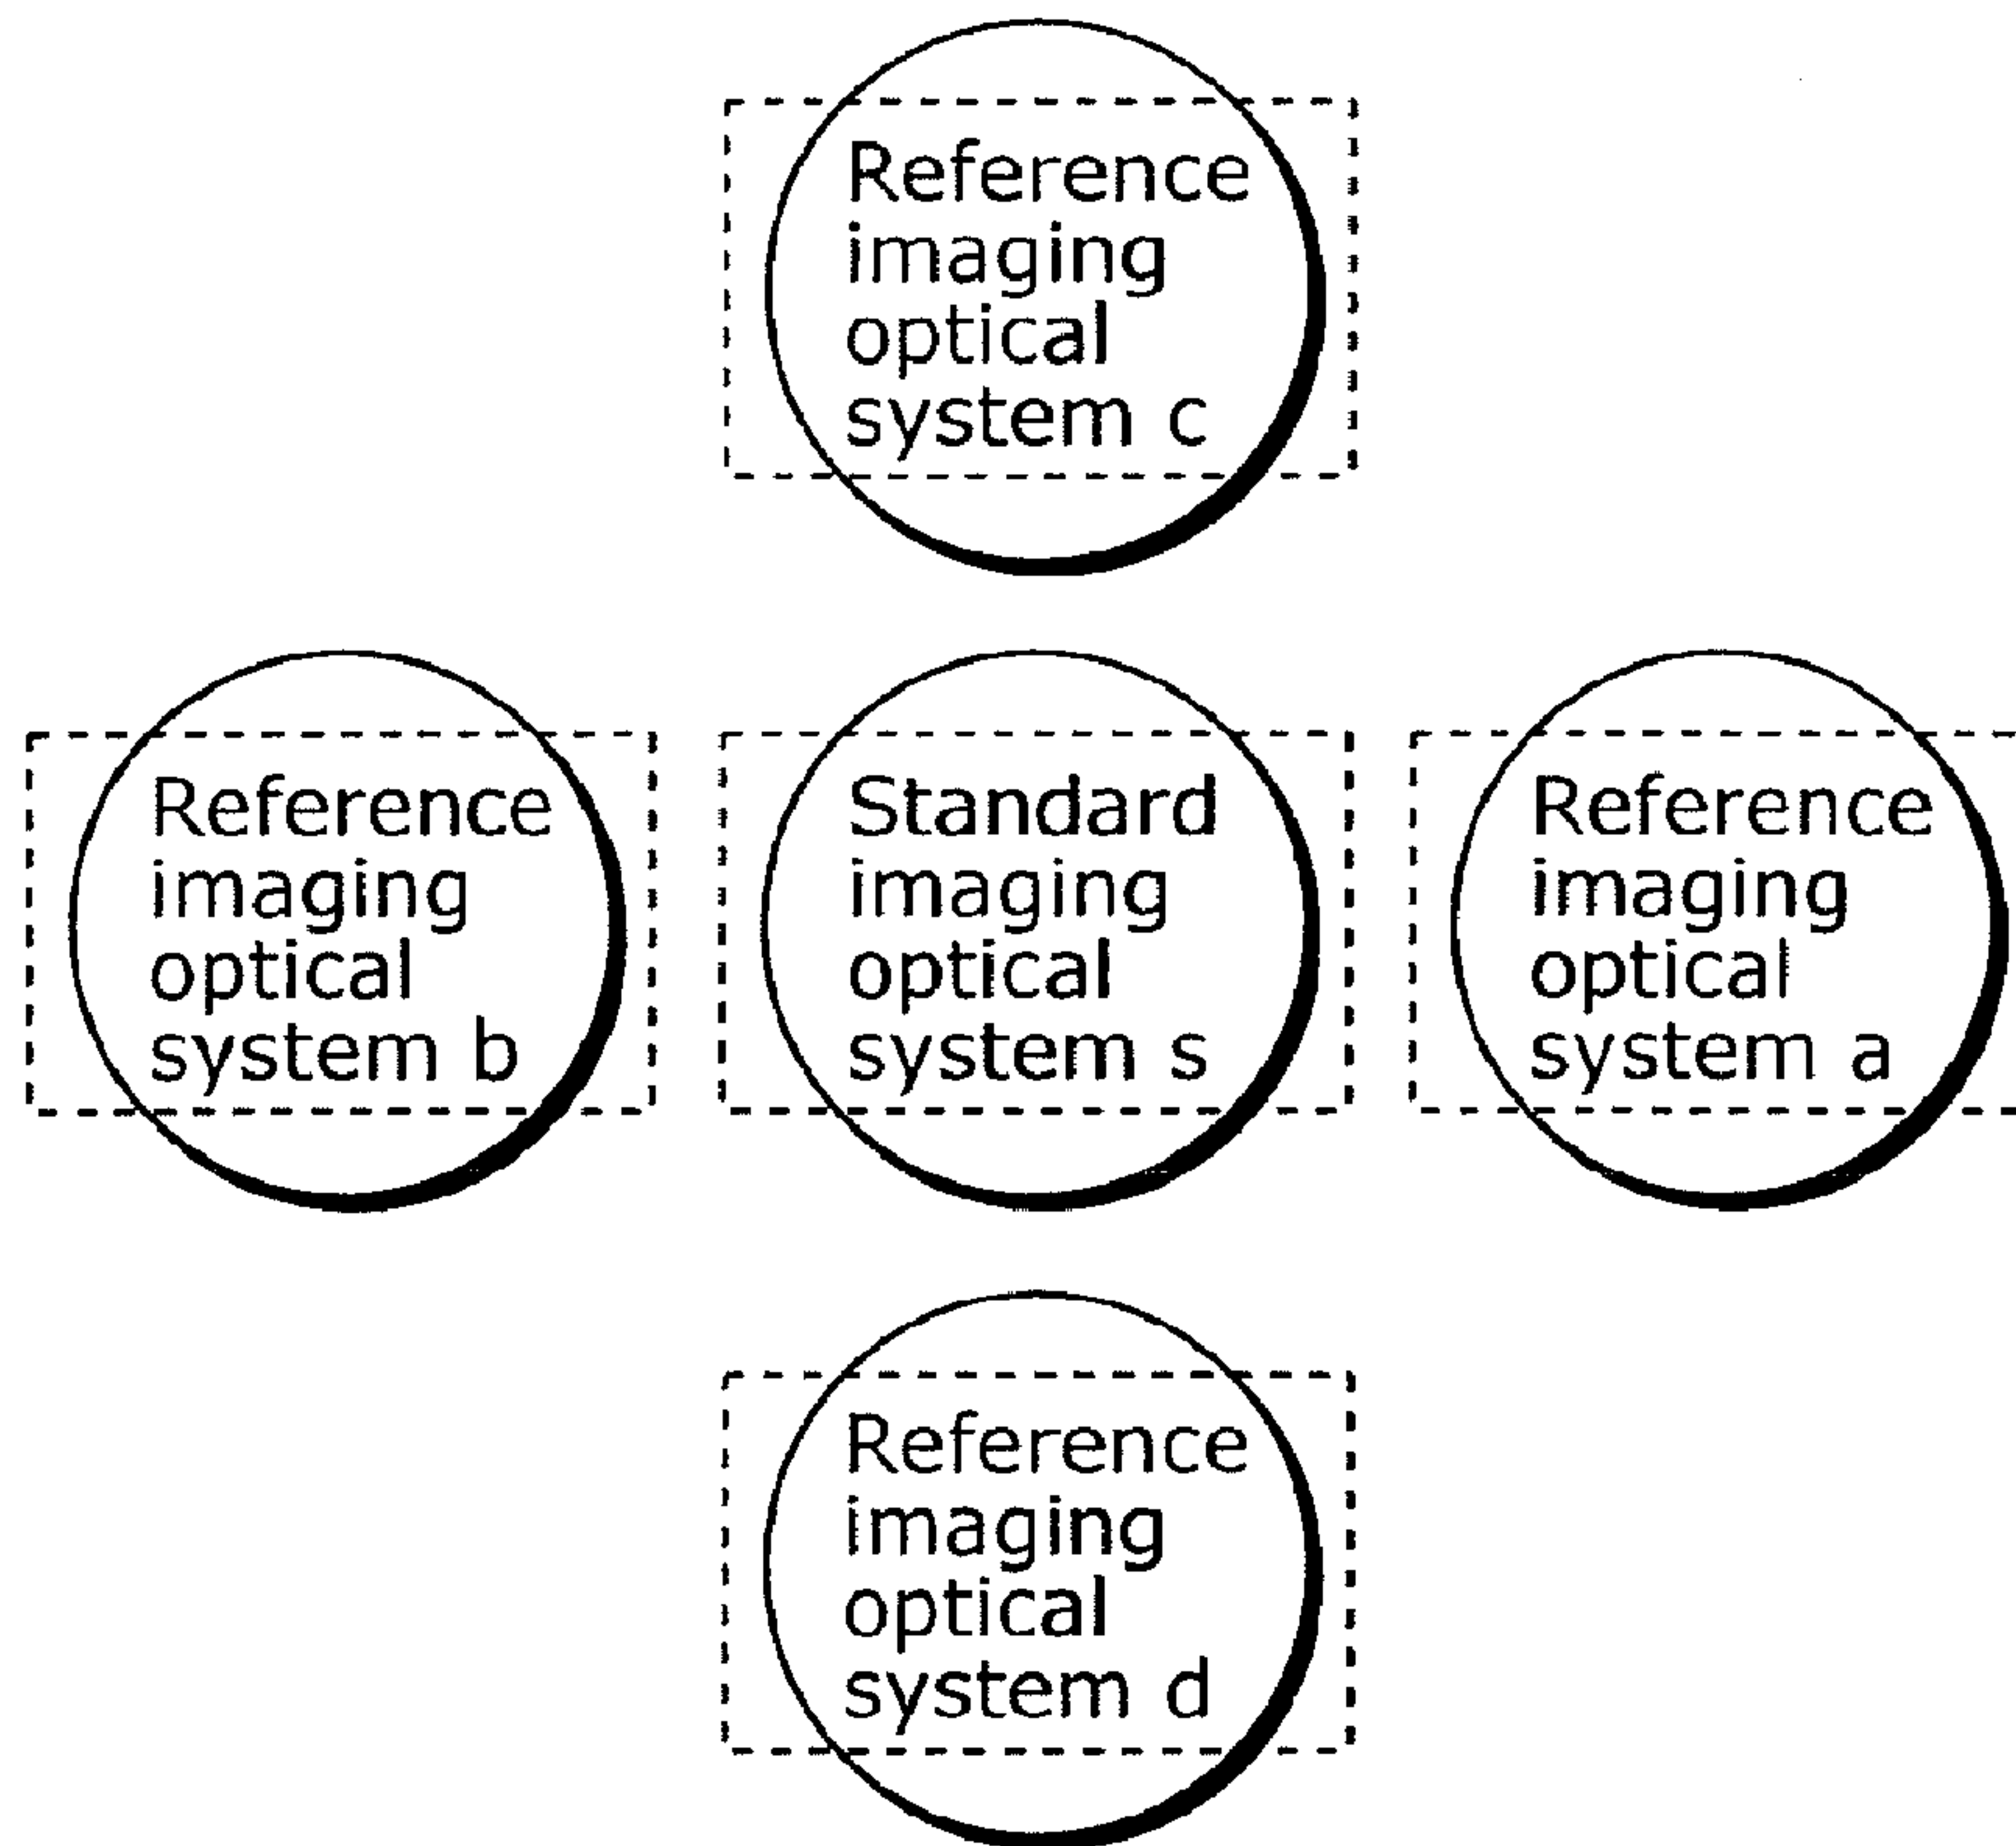 Reference
imaging
optical
system c
Reference
imaging
optical
system b
Standard
imaging
optical
system s
Reference
imaging
optical
system a
Reference
imaging
optical
system d